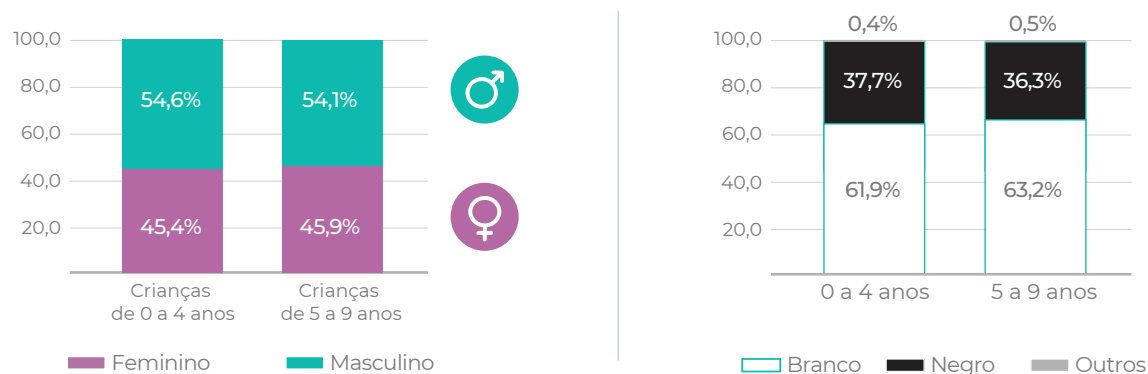 100,0
80,0
60,0
40,0
20,0
54,6%
54,1%
45,4%
45,9%
Crianças
de 0 a 4 anos
Crianças
de 5 a 9 anos
Feminino
Masculino
0,4%
0,5%
100,0
80,0
60,0
40,0
20,0
37,7%
36,3%
61,9%
63,2%
0 a 4 anos
5 a 9 anos
Branco
Negro
Outros